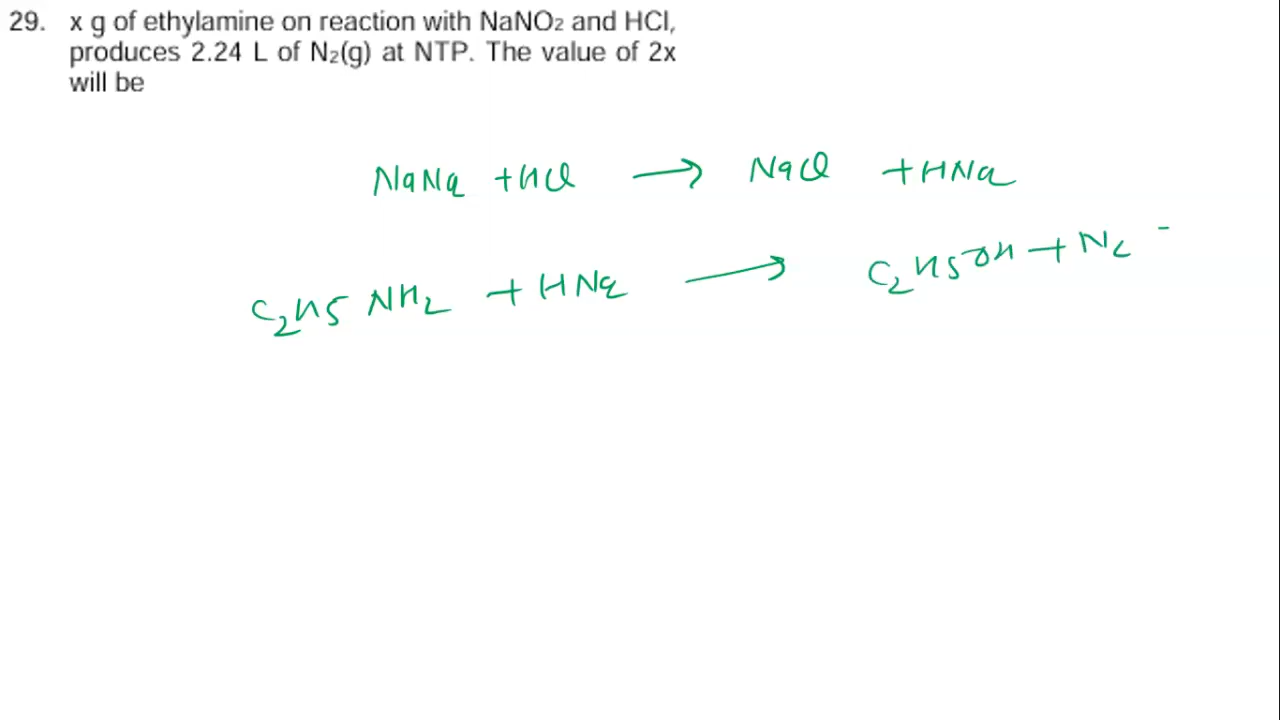 29. x g of ethylamine on reaction with NaNO₂ and HCl,
produces 2.24 L of N₂(g) at NTP. The value of 2x
will be
NaNO₂ + HCl → NaCl + HNO₂
C₂H₅NH₂ + HNO₂ → C₂H₅OH + N₂